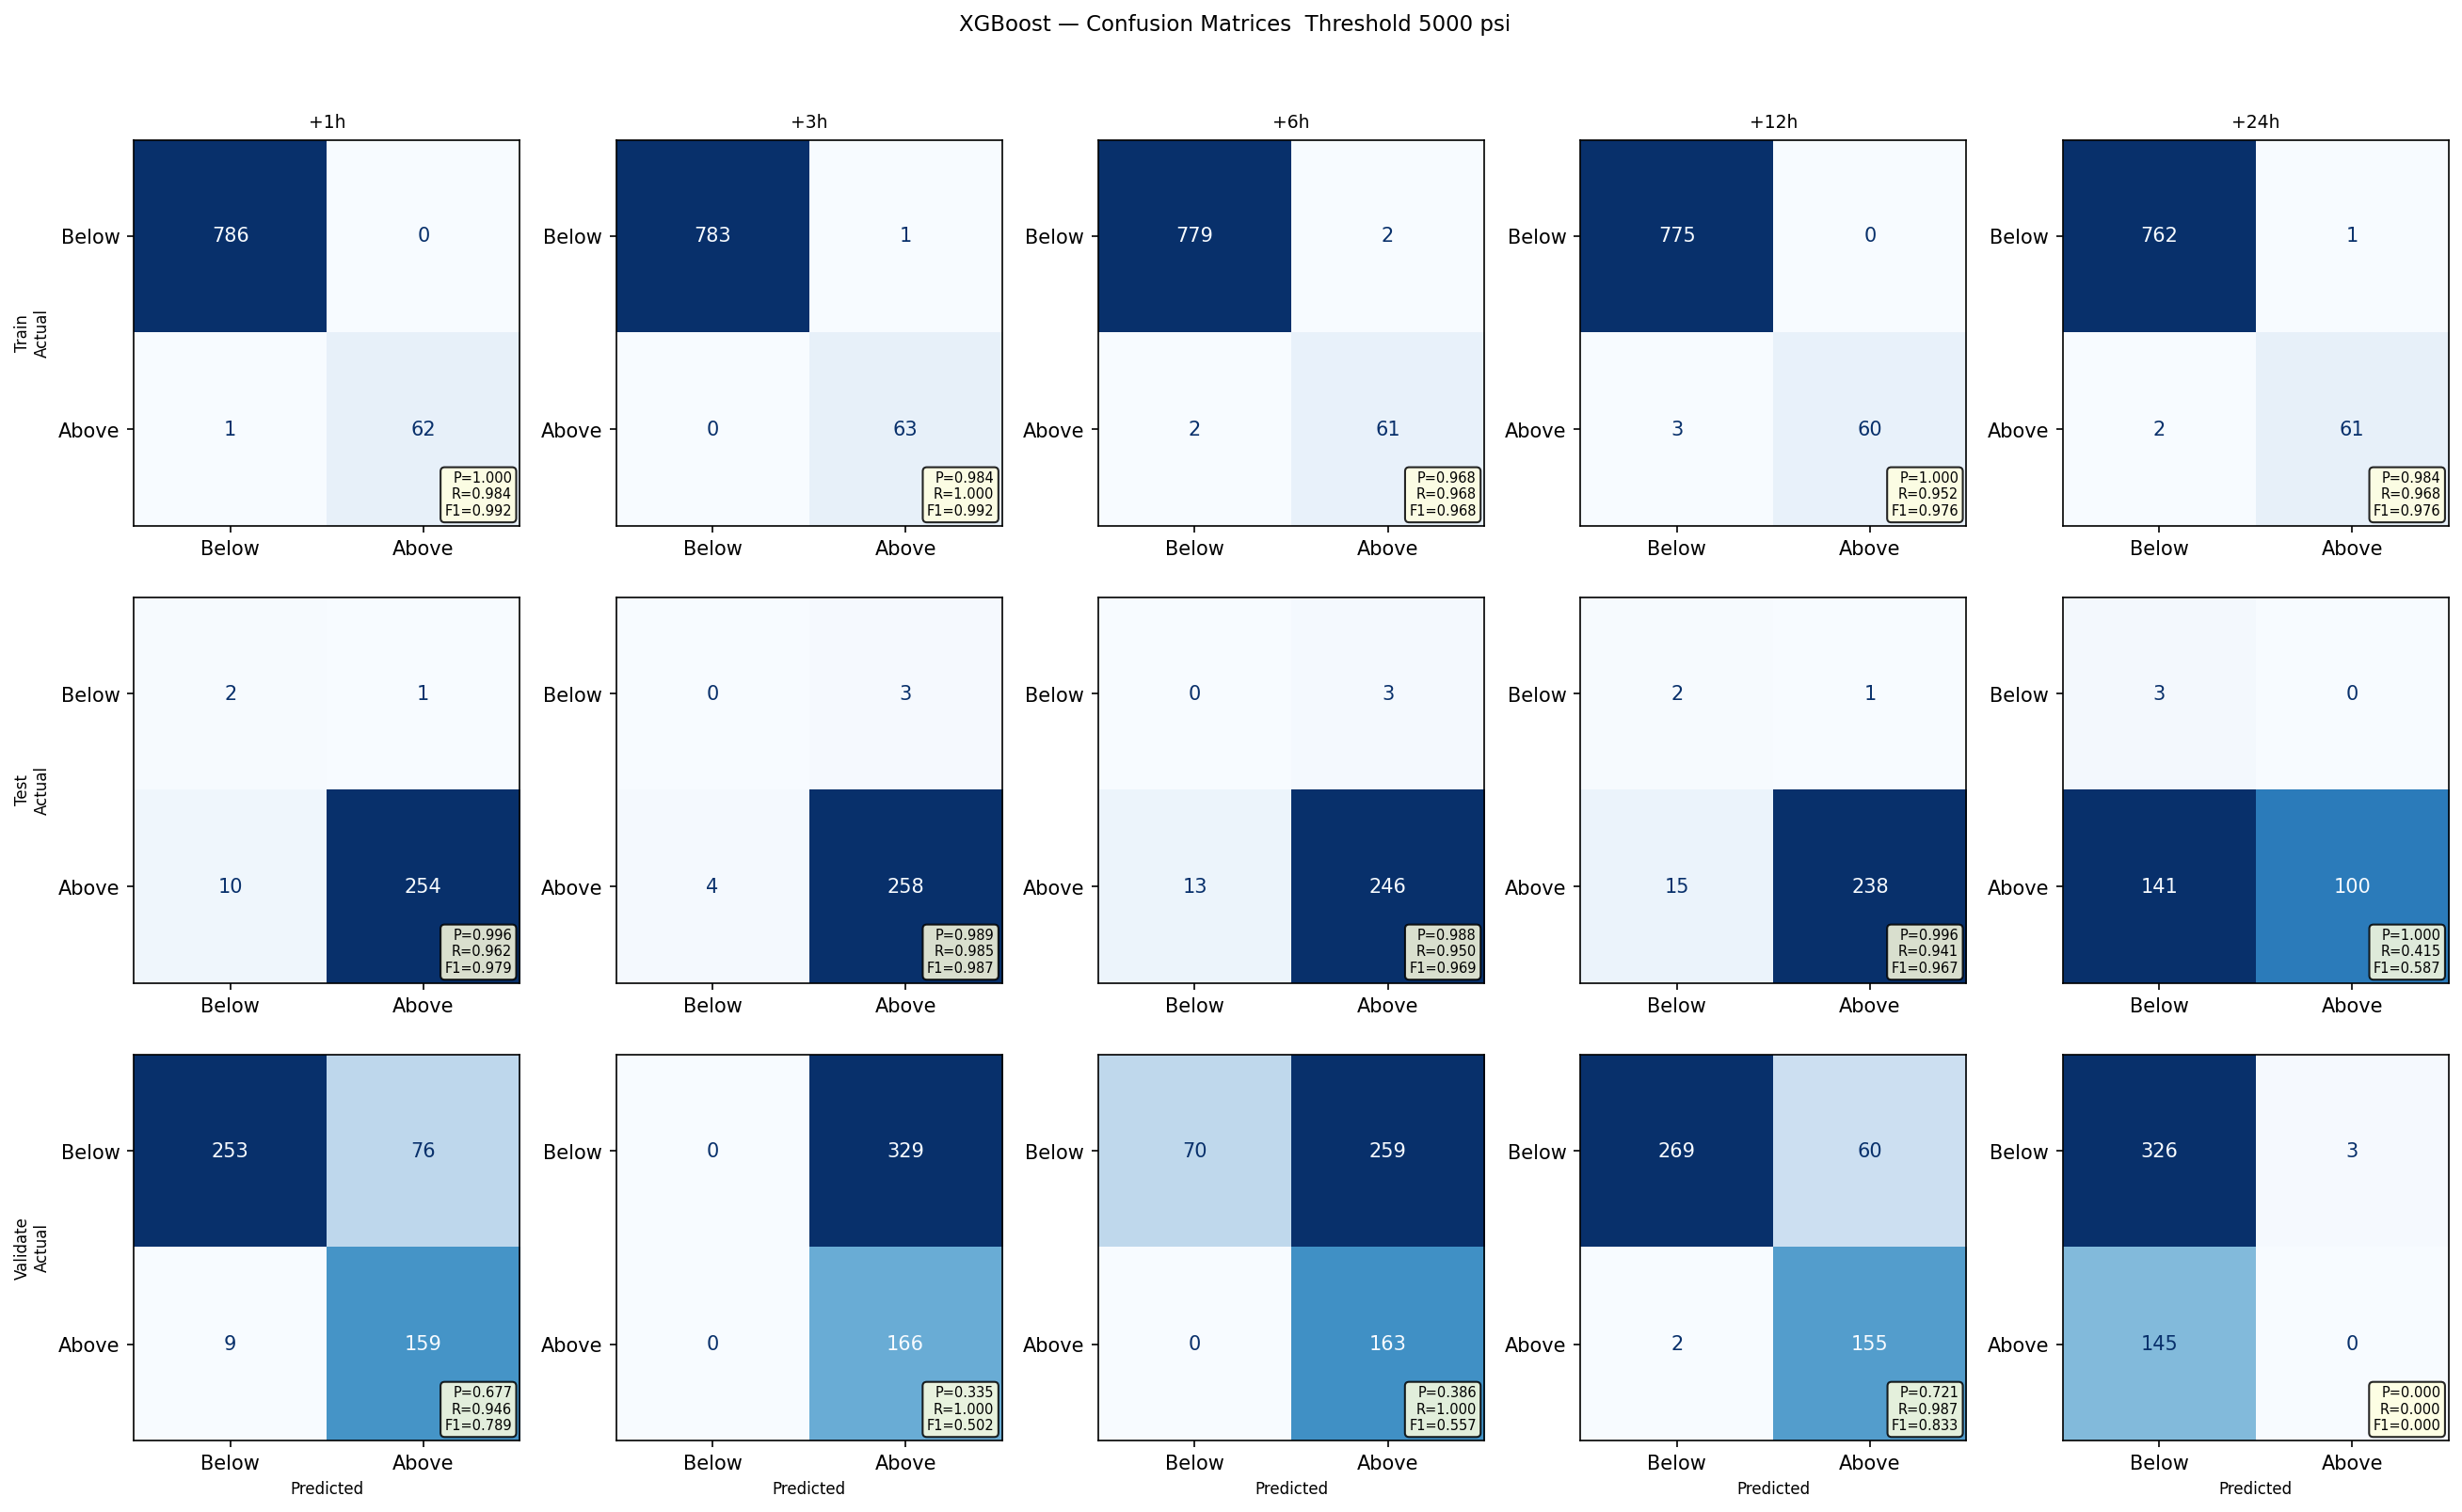 XGBoost — Confusion Matrices  Threshold 5000 psi
+1h
+3h
+6h
+12h
+24h
Train
Actual
Below
786
0
Above
1
62
P=1.000
R=0.984
F1=0.992
Below
Above
Below
783
1
Above
0
63
P=0.984
R=1.000
F1=0.992
Below
Above
Below
779
2
Above
2
61
P=0.968
R=0.968
F1=0.968
Below
Above
Below
775
0
Above
3
60
P=1.000
R=0.952
F1=0.976
Below
Above
Below
762
1
Above
2
61
P=0.984
R=0.968
F1=0.976
Below
Above
Test
Actual
Below
2
1
Above
10
254
P=0.996
R=0.962
F1=0.979
Below
Above
Below
0
3
Above
4
258
P=0.989
R=0.985
F1=0.987
Below
Above
Below
0
3
Above
13
246
P=0.988
R=0.950
F1=0.969
Below
Above
Below
2
1
Above
15
238
P=0.996
R=0.941
F1=0.967
Below
Above
Below
3
0
Above
141
100
P=1.000
R=0.415
F1=0.587
Below
Above
Validate
Actual
Below
253
76
Above
9
159
P=0.677
R=0.946
F1=0.789
Below
Above
Predicted
Below
0
329
Above
0
166
P=0.335
R=1.000
F1=0.502
Below
Above
Predicted
Below
70
259
Above
0
163
P=0.386
R=1.000
F1=0.557
Below
Above
Predicted
Below
269
60
Above
2
155
P=0.721
R=0.987
F1=0.833
Below
Above
Predicted
Below
326
3
Above
145
0
P=0.000
R=0.000
F1=0.000
Below
Above
Predicted